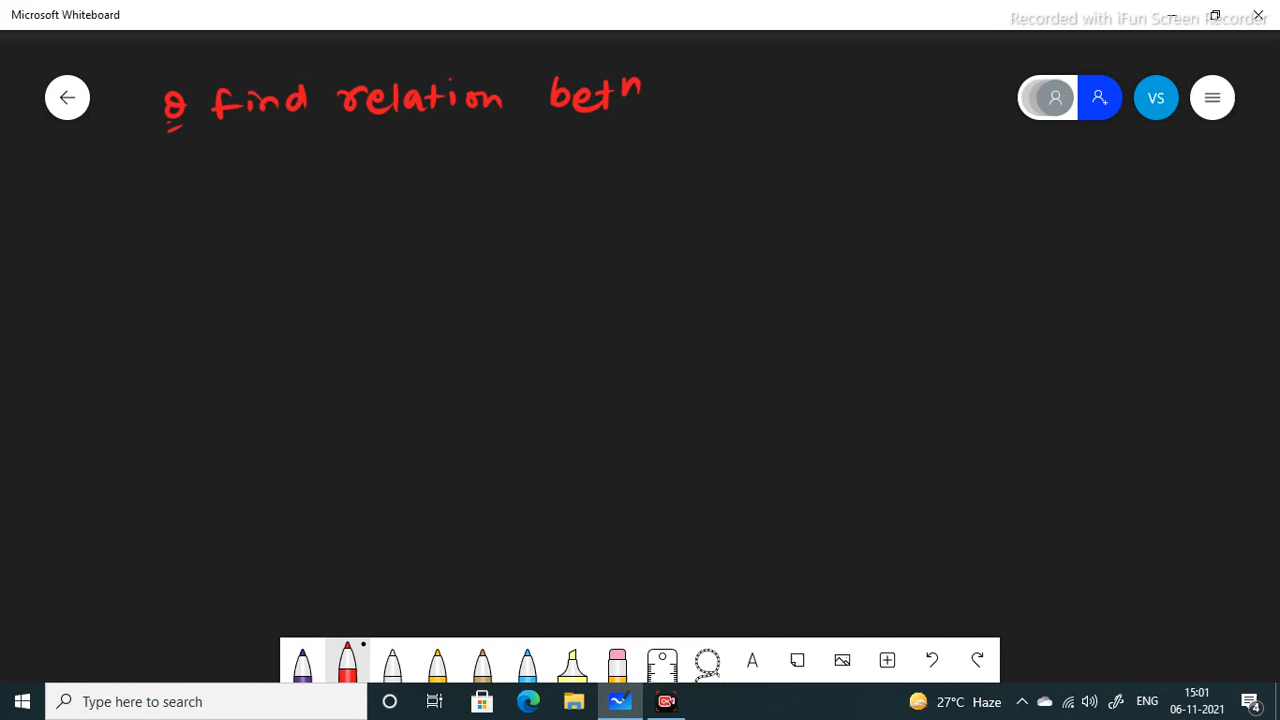 Microsoft Whiteboard
Recorded with iFun Screen Recorder
Q find relation betn
VS
A
Type here to search
27°C Haze
ENG
15:01
06-11-2021
4